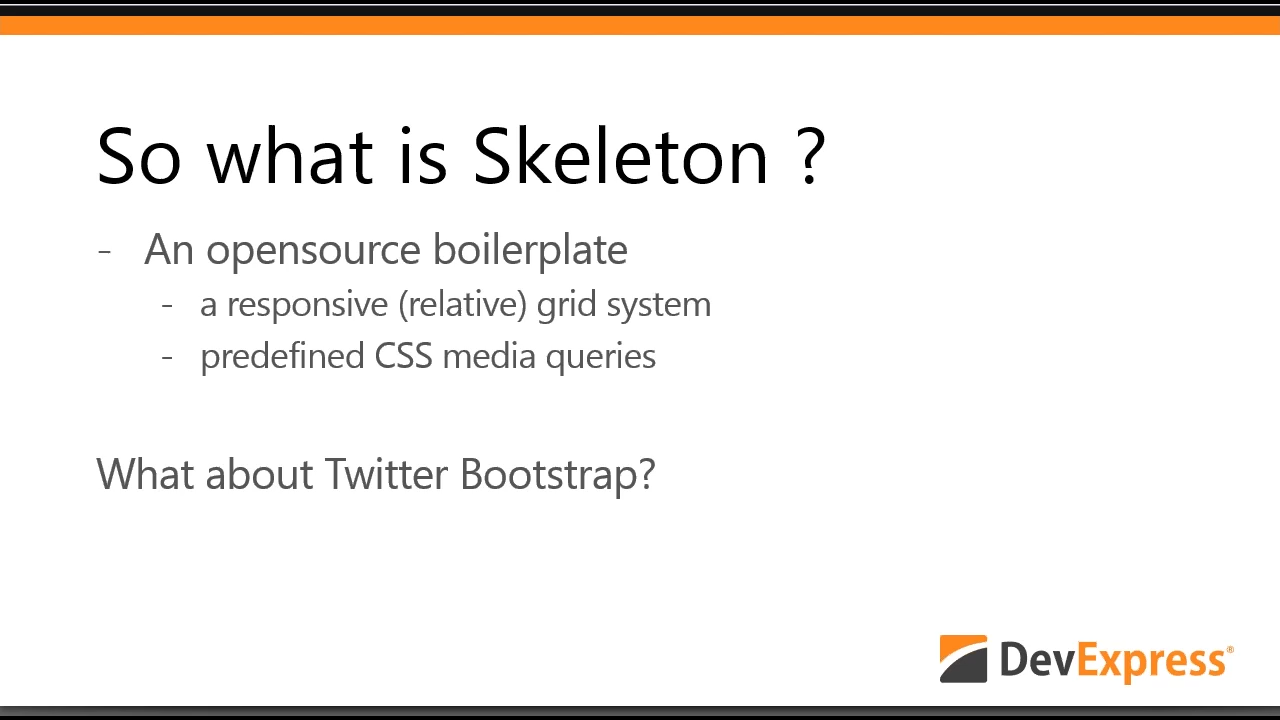 So what is Skeleton ?
- An opensource boilerplate
- a responsive (relative) grid system
- predefined CSS media queries
What about Twitter Bootstrap?
DevExpress®